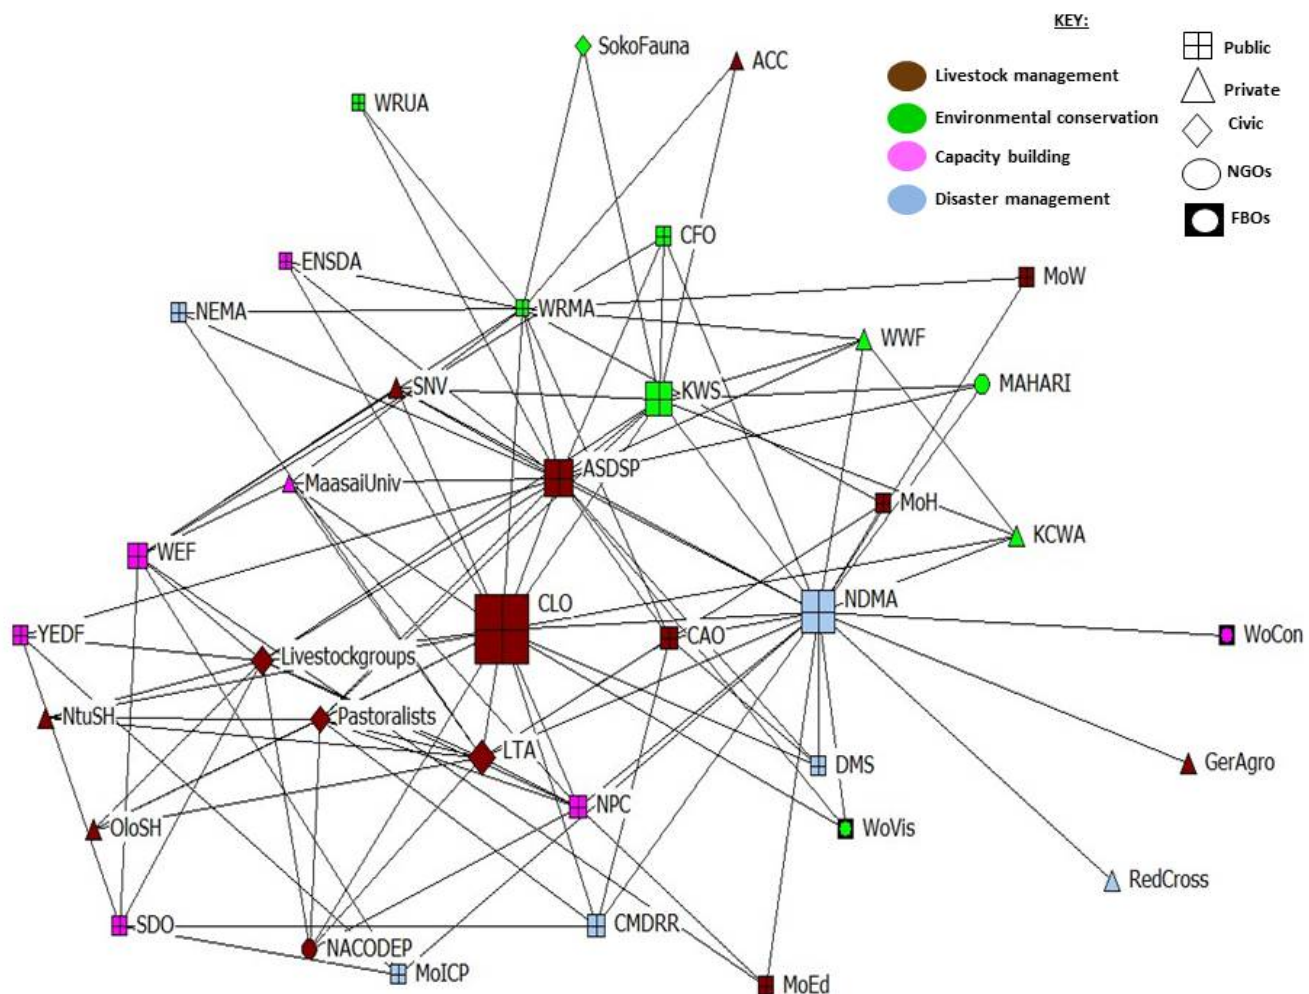 KEY:
Public
Livestock management
Private
Environmental conservation
Civic
Capacity building
NGOs
Disaster management
FBOs
SokoFauna
ACC
WRUA
CFO
ENSDA
MoW
NEMA
WRMA
WWF
SNV
KWS
MAHARI
ASDSP
MaasaiUniv
MoH
KCWA
WEF
CLO
NDMA
YEDF
CAO
WoCon
Livestockgroups
NtuSH
Pastoralists
LTA
DMS
GerAgro
NPC
OloSH
WoVis
RedCross
SDO
CMDRR
NACODEP
MoICP
MoEd